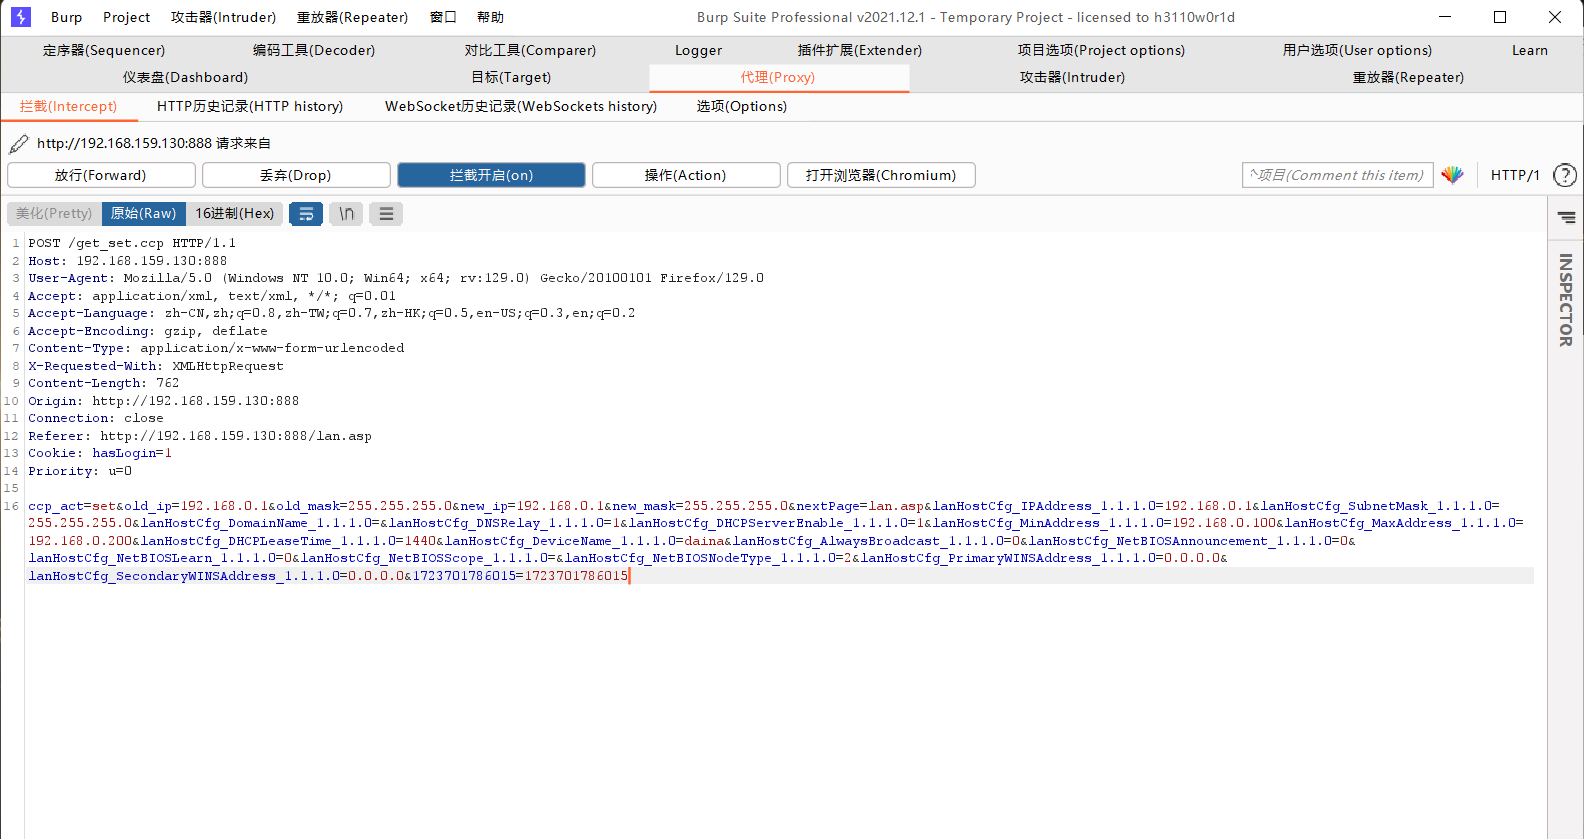 Burp Project 攻击器(Intruder) 重放器(Repeater) 窗口 帮助 Burp Suite Professional v2021.12.1 - Temporary Project - licensed to h3110w0r1d
定序器(Sequencer) 编码工具(Decoder) 对比工具(Comparer) Logger 插件扩展(Extender) 项目选项(Project options) 用户选项(User options) Learn
仪表盘(Dashboard) 目标(Target) 代理(Proxy) 攻击器(Intruder) 重放器(Repeater)
拦截(Intercept) HTTP历史记录(HTTP history) WebSocket历史记录(WebSockets history) 选项(Options)
http://192.168.159.130:888 请求来自
放行(Forward) 丢弃(Drop) 拦截开启(on) 操作(Action) 打开浏览器(Chromium) 项目(Comment this item) HTTP/1 ?
美化(Pretty) 原始(Raw) 16进制(Hex) \n
INSPECTOR
1 POST /get_set.ccp HTTP/1.1
2 Host: 192.168.159.130:888
3 User-Agent: Mozilla/5.0 (Windows NT 10.0; Win64; x64; rv:129.0) Gecko/20100101 Firefox/129.0
4 Accept: application/xml, text/xml, */*; q=0.01
5 Accept-Language: zh-CN,zh;q=0.8,zh-TW;q=0.7,zh-HK;q=0.5,en-US;q=0.3,en;q=0.2
6 Accept-Encoding: gzip, deflate
7 Content-Type: application/x-www-form-urlencoded
8 X-Requested-With: XMLHttpRequest
9 Content-Length: 762
10 Origin: http://192.168.159.130:888
11 Connection: close
12 Referer: http://192.168.159.130:888/lan.asp
13 Cookie: hasLogin=1
14 Priority: u=0
15
16 ccp_act=set&old_ip=192.168.0.1&old_mask=255.255.255.0&new_ip=192.168.0.1&new_mask=255.255.255.0&nextPage=lan.asp&lanHostCfg_IPAddress_1.1.1.0=192.168.0.1&lanHostCfg_SubnetMask_1.1.1.0=
255.255.255.0&lanHostCfg_DomainName_1.1.1.0=&lanHostCfg_DNSRelay_1.1.1.0=1&lanHostCfg_DHCPServerEnable_1.1.1.0=1&lanHostCfg_MinAddress_1.1.1.0=192.168.0.100&lanHostCfg_MaxAddress_1.1.1.0=
192.168.0.200&lanHostCfg_DHCPLeaseTime_1.1.1.0=1440&lanHostCfg_DeviceName_1.1.1.0=daina&lanHostCfg_AlwaysBroadcast_1.1.1.0=0&lanHostCfg_NetBIOSAnnouncement_1.1.1.0=0&
lanHostCfg_NetBIOSLearn_1.1.1.0=0&lanHostCfg_NetBIOSScope_1.1.1.0=&lanHostCfg_NetBIOSNodeType_1.1.1.0=2&lanHostCfg_PrimaryWINSAddress_1.1.1.0=0.0.0.0&
lanHostCfg_SecondaryWINSAddress_1.1.1.0=0.0.0.0&1723701786015=1723701786015